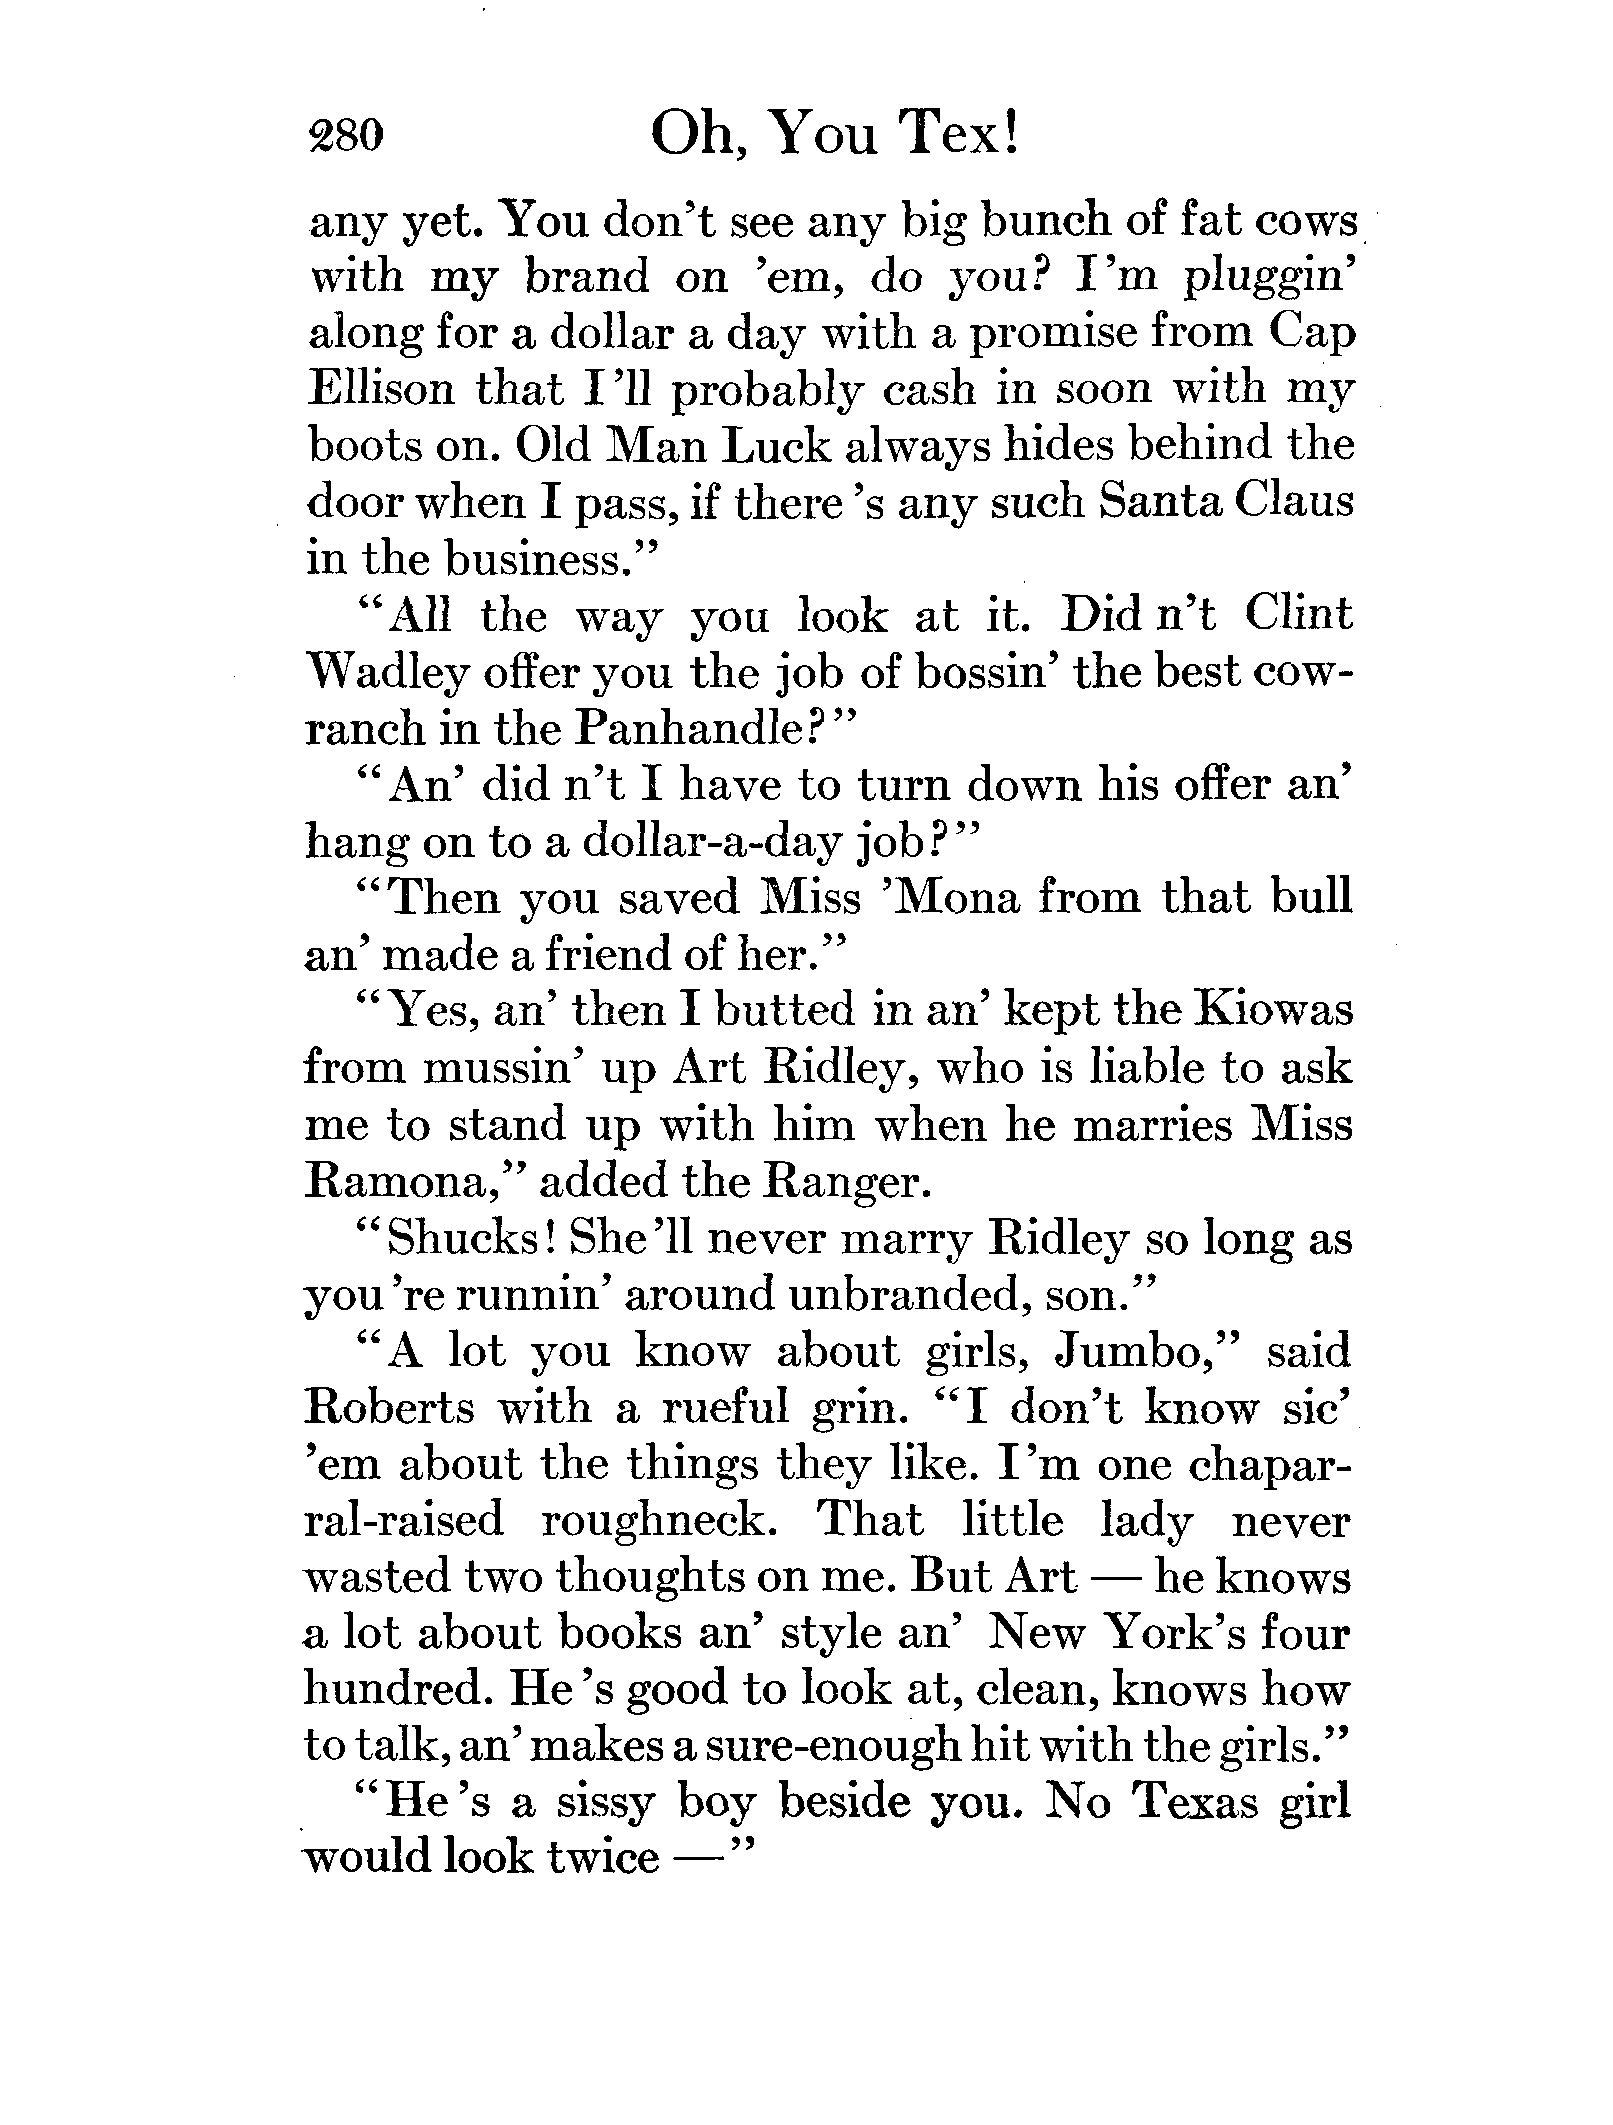 280 Oh, You Tex!
any yet. You don't see any big bunch of fat cows
with my brand on 'em, do you? I'm pluggin'
along for a dollar a day with a promise from Cap
Ellison that I'll probably cash in soon with my
boots on. Old Man Luck always hides behind the
door when I pass, if there's any such Santa Claus
in the business."
"All the way you look at it. Did n't Clint
Wadley offer you the job of bossin' the best cow-
ranch in the Panhandle?"
"An' did n't I have to turn down his offer an'
hang on to a dollar-a-day job?"
"Then you saved Miss 'Mona from that bull
an' made a friend of her."
"Yes, an' then I butted in an' kept the Kiowas
from mussin' up Art Ridley, who is liable to ask
me to stand up with him when he marries Miss
Ramona," added the Ranger.
"Shucks! She'll never marry Ridley so long as
you're runnin' around unbranded, son."
"A lot you know about girls, Jumbo," said
Roberts with a rueful grin. "I don't know sic'
'em about the things they like. I'm one chapar-
ral-raised roughneck. That little lady never
wasted two thoughts on me. But Art — he knows
a lot about books an' style an' New York's four
hundred. He's good to look at, clean, knows how
to talk, an' makes a sure-enough hit with the girls."
"He's a sissy boy beside you. No Texas girl
would look twice —"